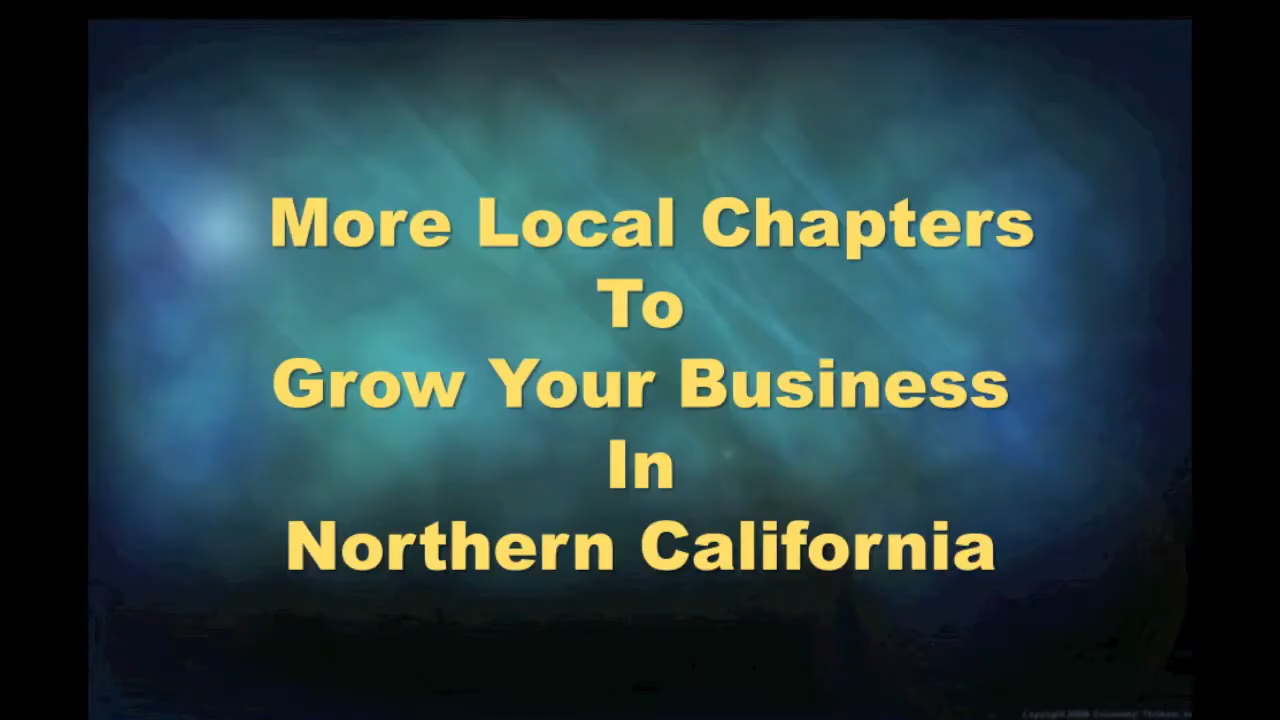 More Local Chapters
To
Grow Your Business
In
Northern California